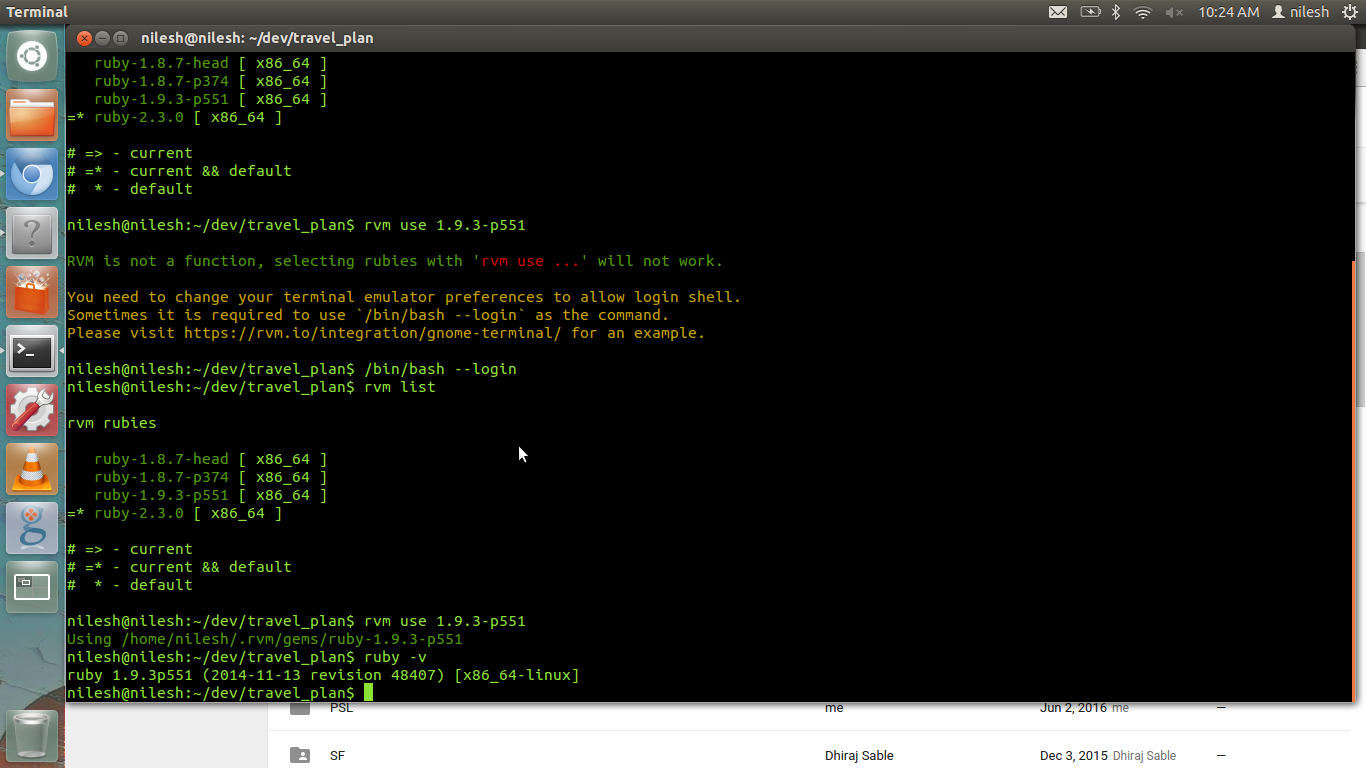 Terminal
10:24 AM nilesh
nilesh@nilesh: ~/dev/travel_plan
ruby-1.8.7-head [ x86_64 ]
ruby-1.8.7-p374 [ x86_64 ]
ruby-1.9.3-p551 [ x86_64 ]
=* ruby-2.3.0 [ x86_64 ]
# => - current
# =* - current && default
#  * - default
nilesh@nilesh:~/dev/travel_plan$ rvm use 1.9.3-p551
RVM is not a function, selecting rubies with 'rvm use ...' will not work.
You need to change your terminal emulator preferences to allow login shell.
Sometimes it is required to use `/bin/bash --login` as the command.
Please visit https://rvm.io/integration/gnome-terminal/ for an example.
nilesh@nilesh:~/dev/travel_plan$ /bin/bash --login
nilesh@nilesh:~/dev/travel_plan$ rvm list
rvm rubies
ruby-1.8.7-head [ x86_64 ]
ruby-1.8.7-p374 [ x86_64 ]
ruby-1.9.3-p551 [ x86_64 ]
=* ruby-2.3.0 [ x86_64 ]
# => - current
# =* - current && default
#  * - default
nilesh@nilesh:~/dev/travel_plan$ rvm use 1.9.3-p551
Using /home/nilesh/.rvm/gems/ruby-1.9.3-p551
nilesh@nilesh:~/dev/travel_plan$ ruby -v
ruby 1.9.3p551 (2014-11-13 revision 48407) [x86_64-linux]
nilesh@nilesh:~/dev/travel_plan$
PSL me Jun 2, 2016 me —
SF Dhiraj Sable Dec 3, 2015 Dhiraj Sable —